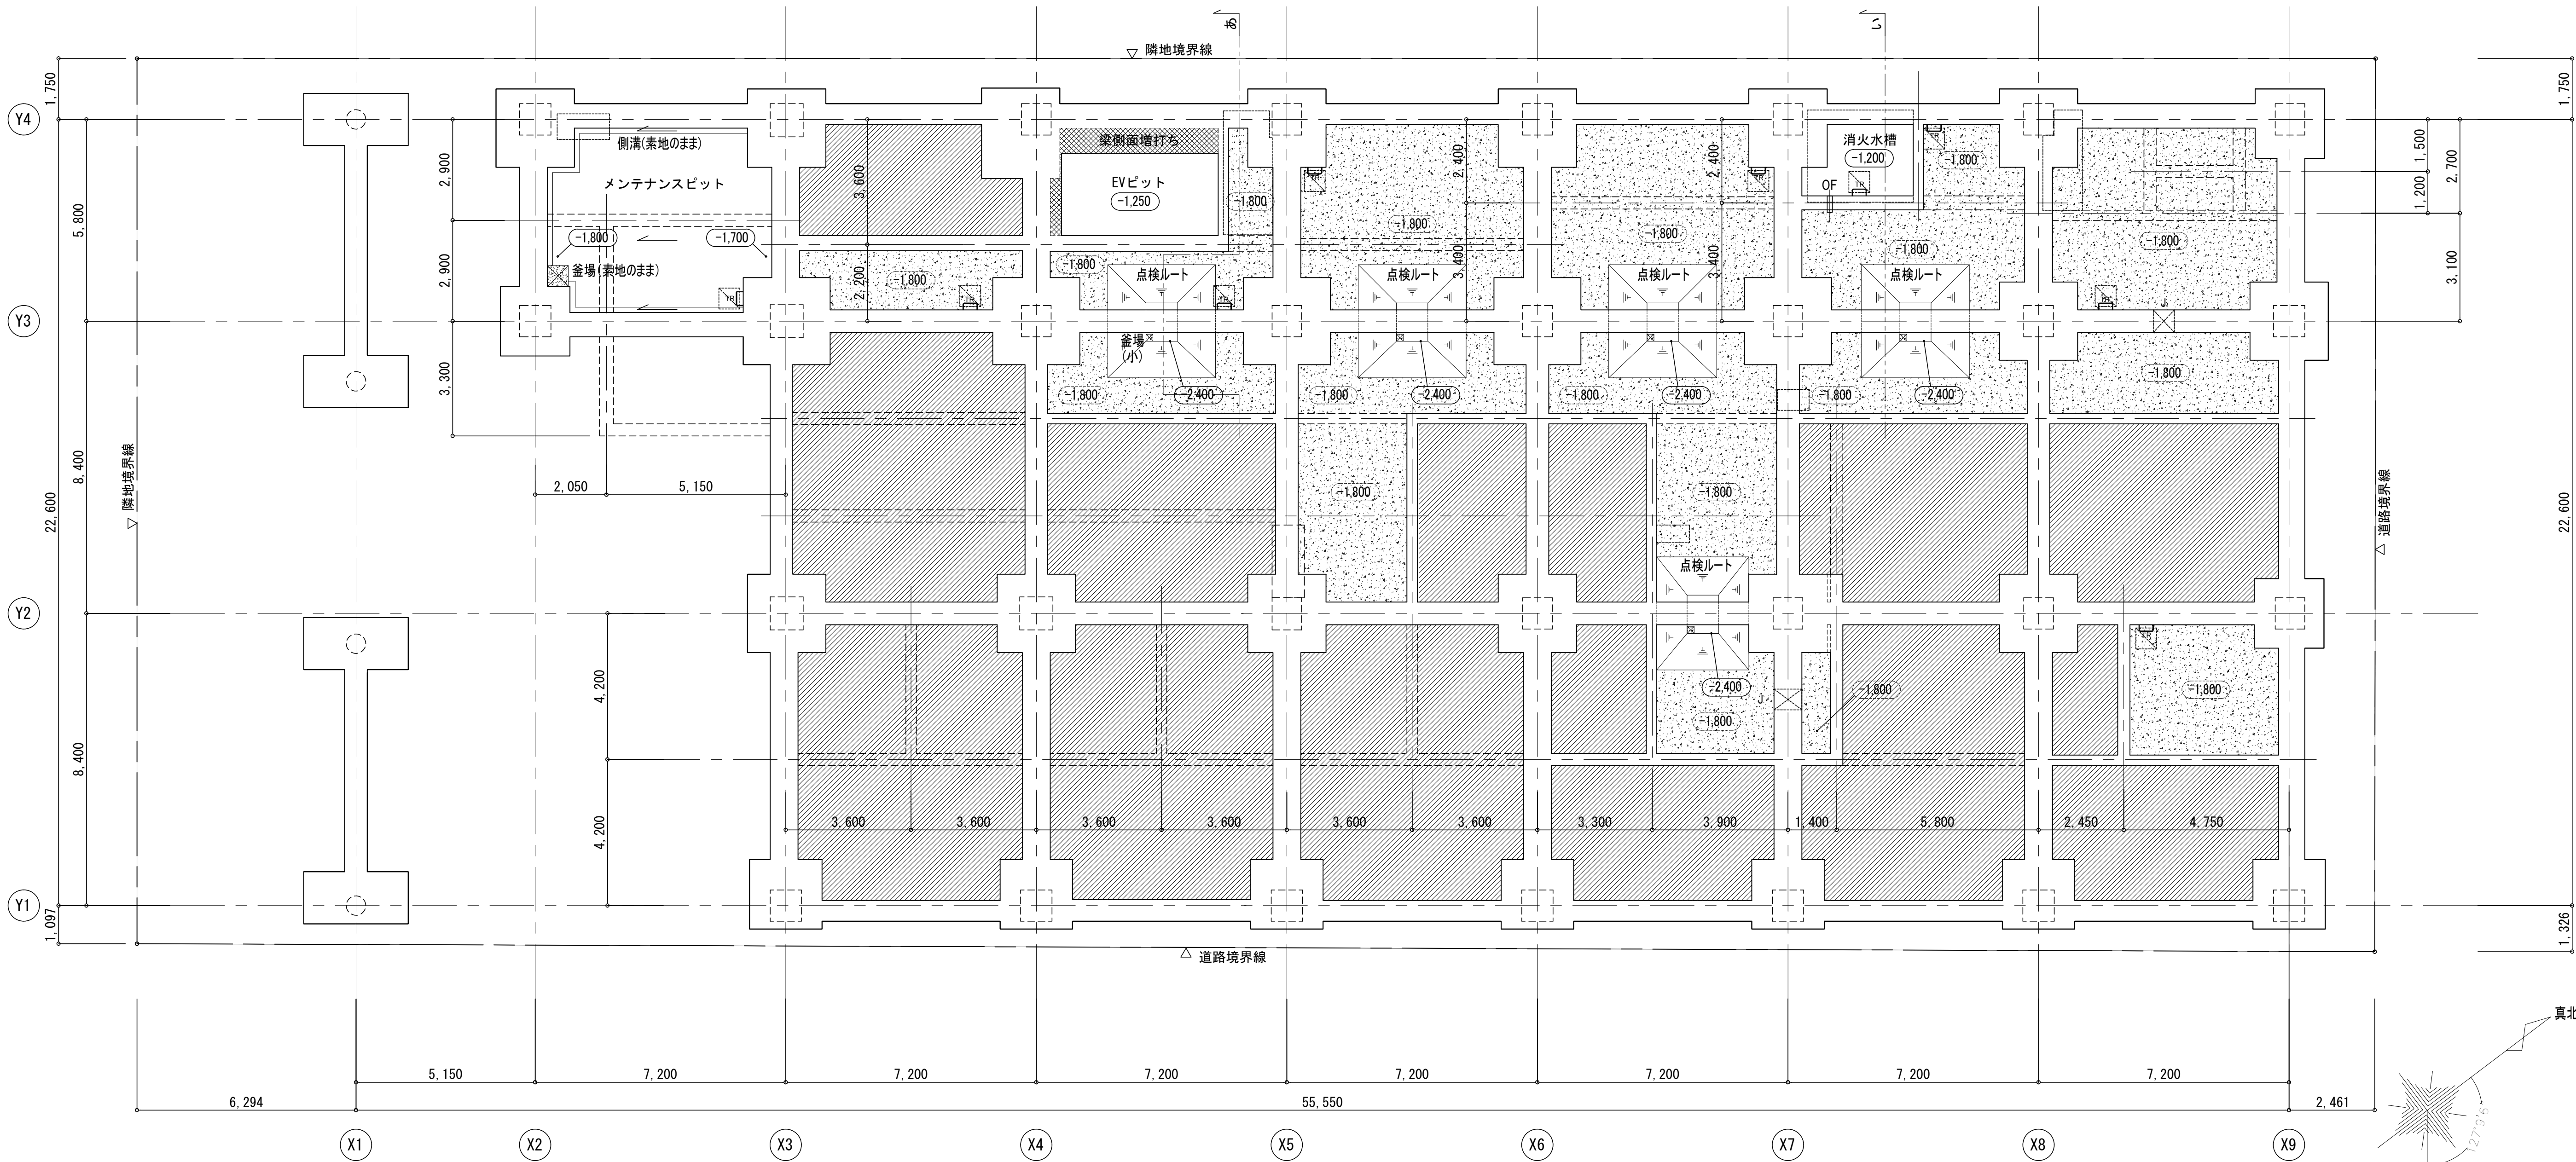 あ
い
▽ 隣地境界線
1,750
1,750
Y4
側溝(素地のまま)
梁側面増打ち
消火水槽
-1,200
TR
-1,800
1,500
2,900
メンテナンスピット
3,600
EVピット
-1,250
-1,800
TR
2,400
-1,800
TR
2,400
-1,800
OF
TR
1,200
2,700
5,800
-1,800
-1,700
-1,800
-1,800
2,900
釜場(素地のまま)
TR
2,200
-1,800
TR
-1,800
点検ルート
TR
点検ルート
3,400
点検ルート
3,400
点検ルート
TR
J
3,100
Y3
釜場
(小)
-1,800
3,300
-1,800
-2,400
-1,800
-2,400
-1,800
-2,400
-1,800
-2,400
8,400
22,600
▽ 隣地境界線
2,050
5,150
-1,800
-1,800
道路境界線
22,600
点検ルート
Y2
TR
4,200
-2,400
-1,800
J
-1,800
-1,800
8,400
4,200
3,600
3,600
3,600
3,600
3,600
3,600
3,300
3,900
1,400
5,800
2,450
4,750
Y1
1,097
1,326
△ 道路境界線
真北
5,150
7,200
7,200
7,200
7,200
7,200
7,200
7,200
6,294
55,550
2,461
X1
X2
X3
X4
X5
X6
X7
X8
X9